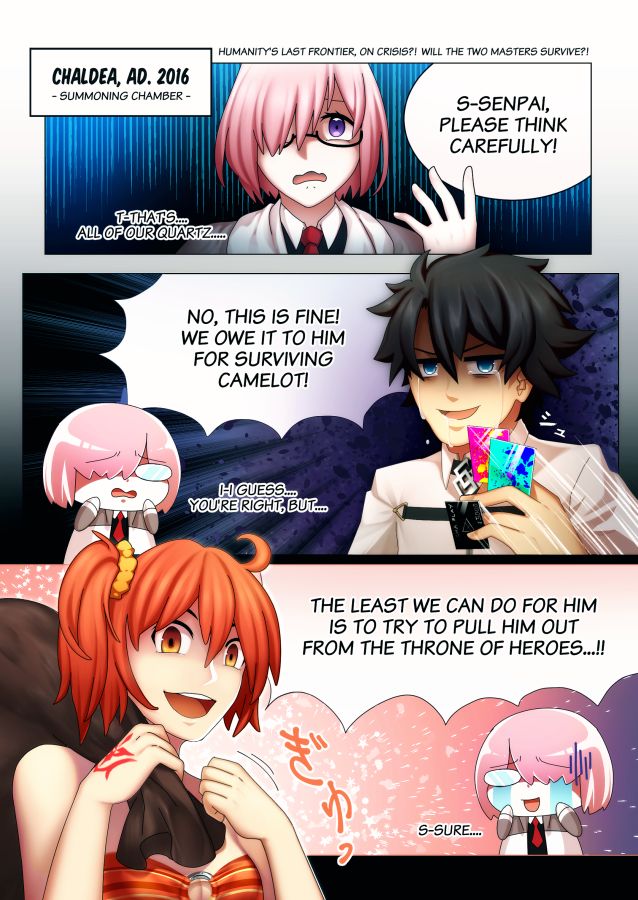 HUMANITY'S LAST FRONTIER, ON CRISIS?! WILL THE TWO MASTERS SURVIVE?!
CHALDEA, AD. 2016
- SUMMONING CHAMBER -
S-SENPAI,
PLEASE THINK
CAREFULLY!
T-THAT'S....
ALL OF OUR QUARTZ.....
NO, THIS IS FINE!
WE OWE IT TO HIM
FOR SURVIVING
CAMELOT!
I-I GUESS....
YOU'RE RIGHT, BUT....
THE LEAST WE CAN DO FOR HIM
IS TO TRY TO PULL HIM OUT
FROM THE THRONE OF HEROES...!!
ぎゅっ
S-SURE....